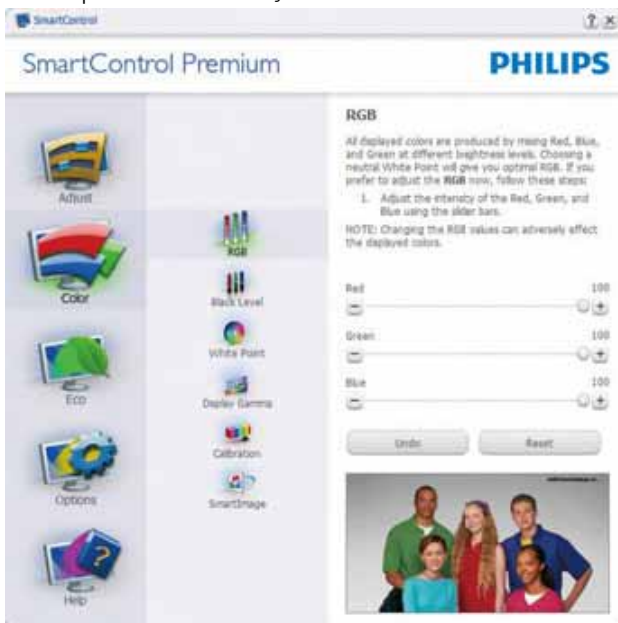 SmartControl
? ×
SmartControl Premium
PHILIPS
Adjust
Color
Eco
Options
Help
RGB
Black Level
White Point
Display Gamma
Calibration
SmartImage
RGB
All displayed colors are produced by mixing Red, Blue,
and Green at different brightness levels. Choosing a
neutral White Point will give you optimal RGB. If you
prefer to adjust the RGB now, follow these steps:
1. Adjust the intensity of the Red, Green, and
Blue using the slider bars.
NOTE: Changing the RGB values can adversely effect
the displayed colors.
Red 100
Green 100
Blue 100
Undo Reset